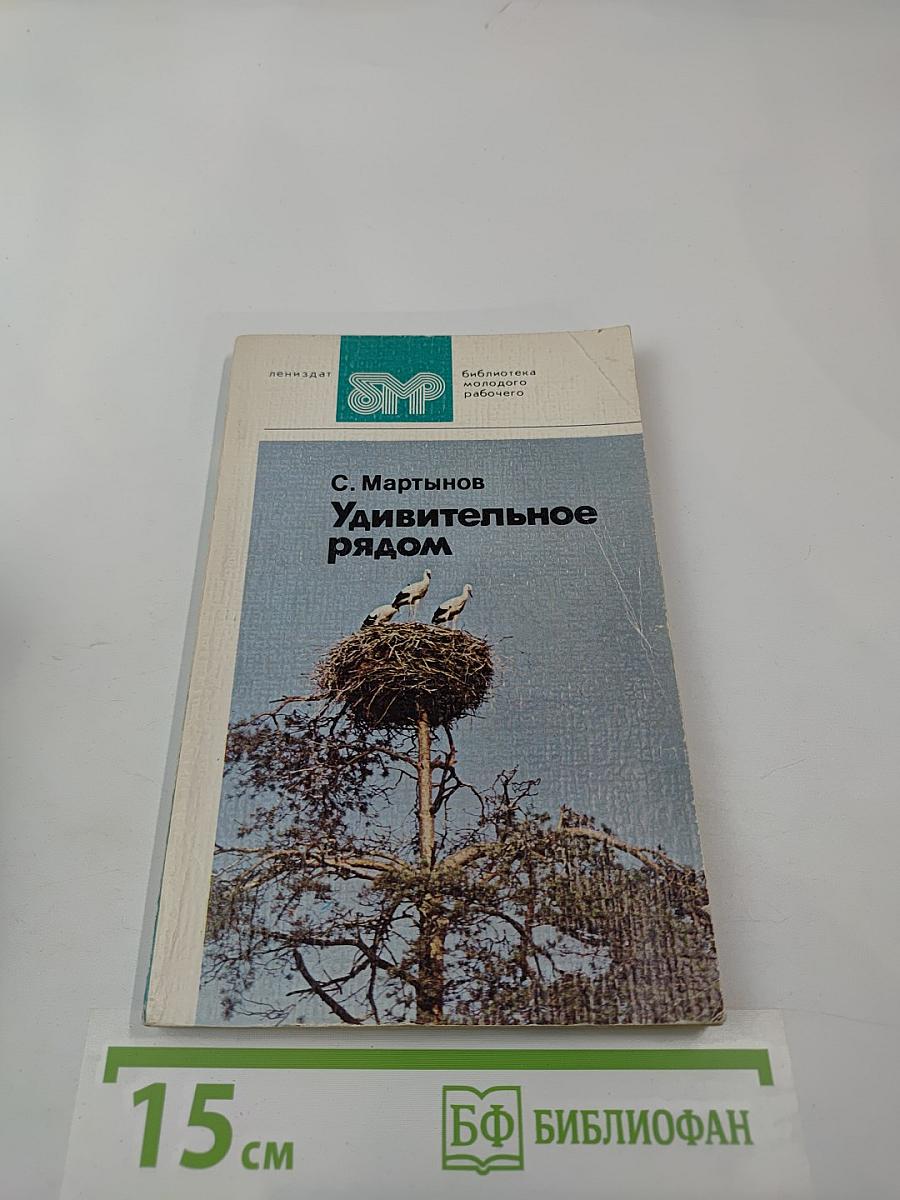 лениздат
бмр
библиотека
молодого
рабочего
С. Мартынов
Удивительное
рядом
15 см
БФ БИБЛИОФАН